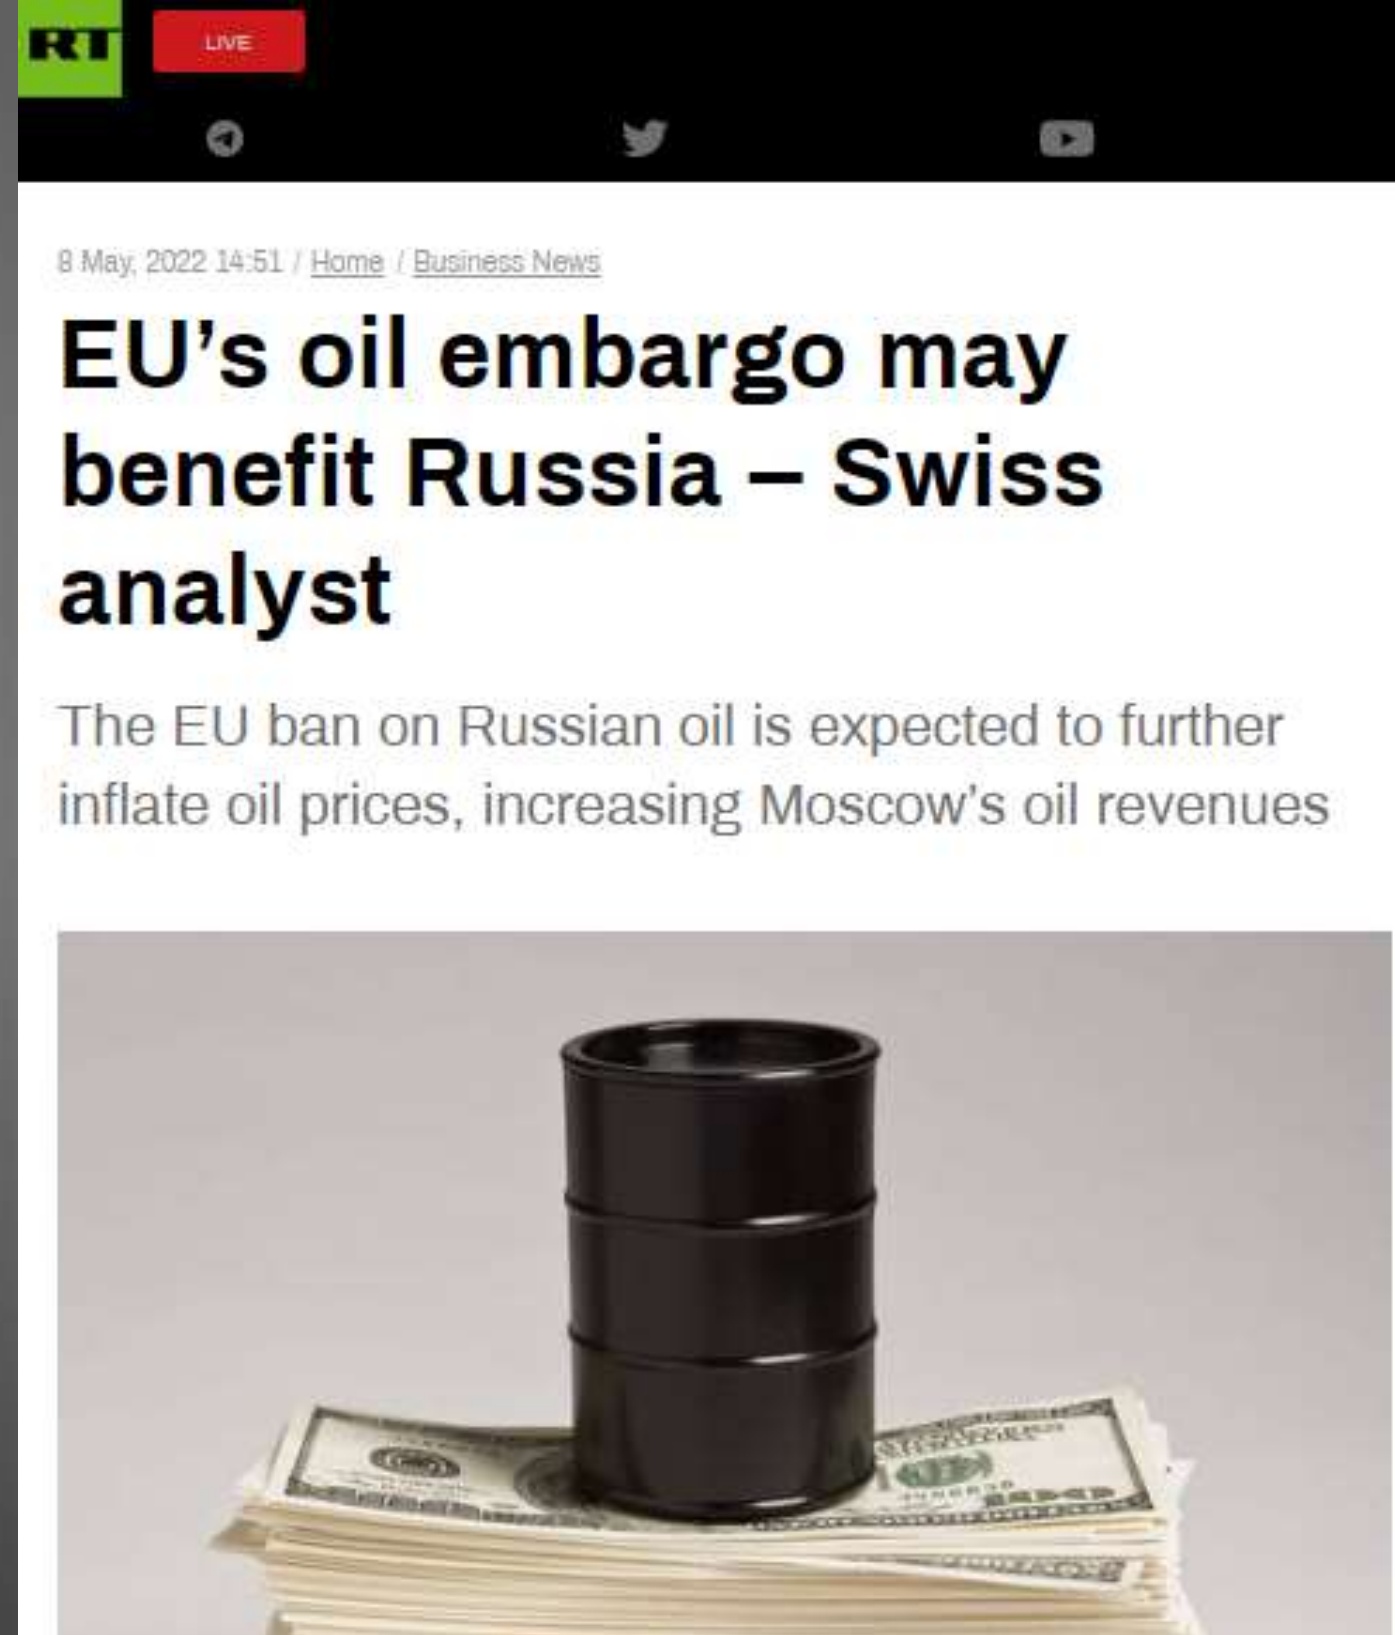 RT
LIVE
8 May, 2022 14:51 / Home / Business News
EU’s oil embargo may
benefit Russia – Swiss
analyst
The EU ban on Russian oil is expected to further
inflate oil prices, increasing Moscow’s oil revenues